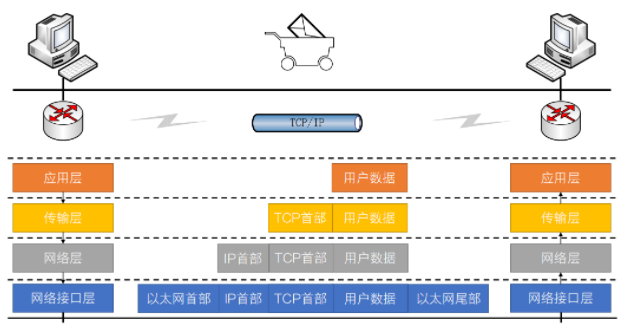 TCP/IP
应用层 用户数据 应用层
传输层 TCP首部 用户数据 传输层
网络层 IP首部 TCP首部 用户数据 网络层
网络接口层 以太网首部 IP首部 TCP首部 用户数据 以太网尾部 网络接口层